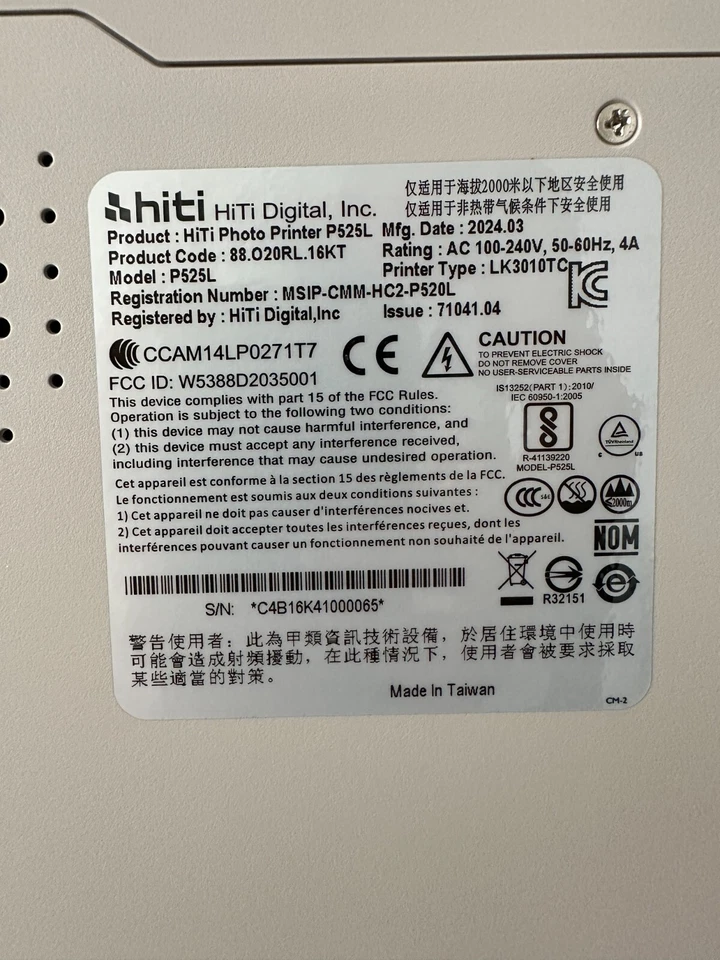 hiti HiTi Digital, Inc.
仅适用于海拔2000米以下地区安全使用
仅适用于非热带气候条件下安全使用
Product : HiTi Photo Printer P525L Mfg. Date : 2024.03
Product Code : 88.O20RL.16KT Rating : AC 100-240V, 50-60Hz, 4A
Model : P525L Printer Type : LK3010TC
Registration Number : MSIP-CMM-HC2-P520L
Registered by : HiTi Digital,Inc Issue : 71041.04
CCAM14LP0271T7 CE
CAUTION
TO PREVENT ELECTRIC SHOCK
DO NOT REMOVE COVER
NO USER-SERVICEABLE PARTS INSIDE
FCC ID: W5388D2035001
IS13252(PART 1):2010/
IEC 60950-1:2005
This device complies with part 15 of the FCC Rules.
Operation is subject to the following two conditions:
(1) this device may not cause harmful interference, and
(2) this device must accept any interference received,
including interference that may cause undesired operation.
R-41139220
MODEL-P525L
TÜVRheinland
C US
Cet appareil est conforme à la section 15 des règlements de la FCC.
Le fonctionnement est soumis aux deux conditions suivantes :
1) Cet appareil ne doit pas causer d'interférences nocives et.
2) Cet appareil doit accepter toutes les interférences reçues, dont les
interférences pouvant causer un fonctionnement non souhaité de l'appareil.
CCC S&E
≤2000m
NOM
R32151
S/N: *C4B16K41000065*
警告使用者：此為甲類資訊技術設備，於居住環境中使用時
可能會造成射頻擾動，在此種情況下，使用者會被要求採取
某些適當的對策。
Made In Taiwan
CM-2